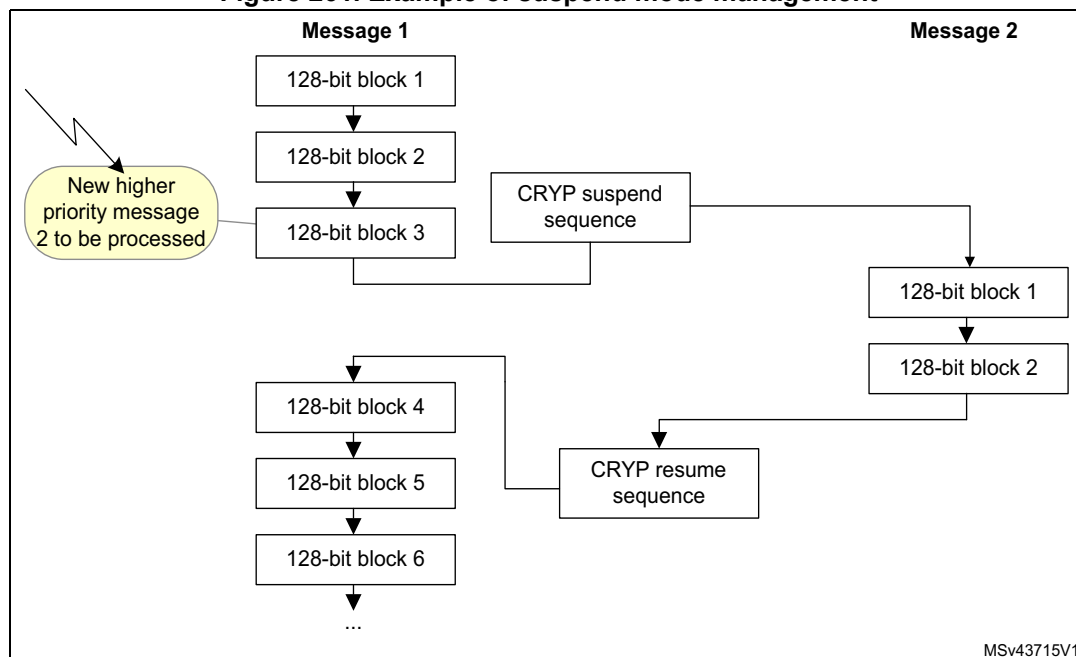 Message 1
Message 2
128-bit block 1
128-bit block 2
New higher
priority message
2 to be processed
128-bit block 3
CRYP suspend
sequence
128-bit block 1
128-bit block 2
128-bit block 4
CRYP resume
sequence
128-bit block 5
128-bit block 6
...
MSv43715V1